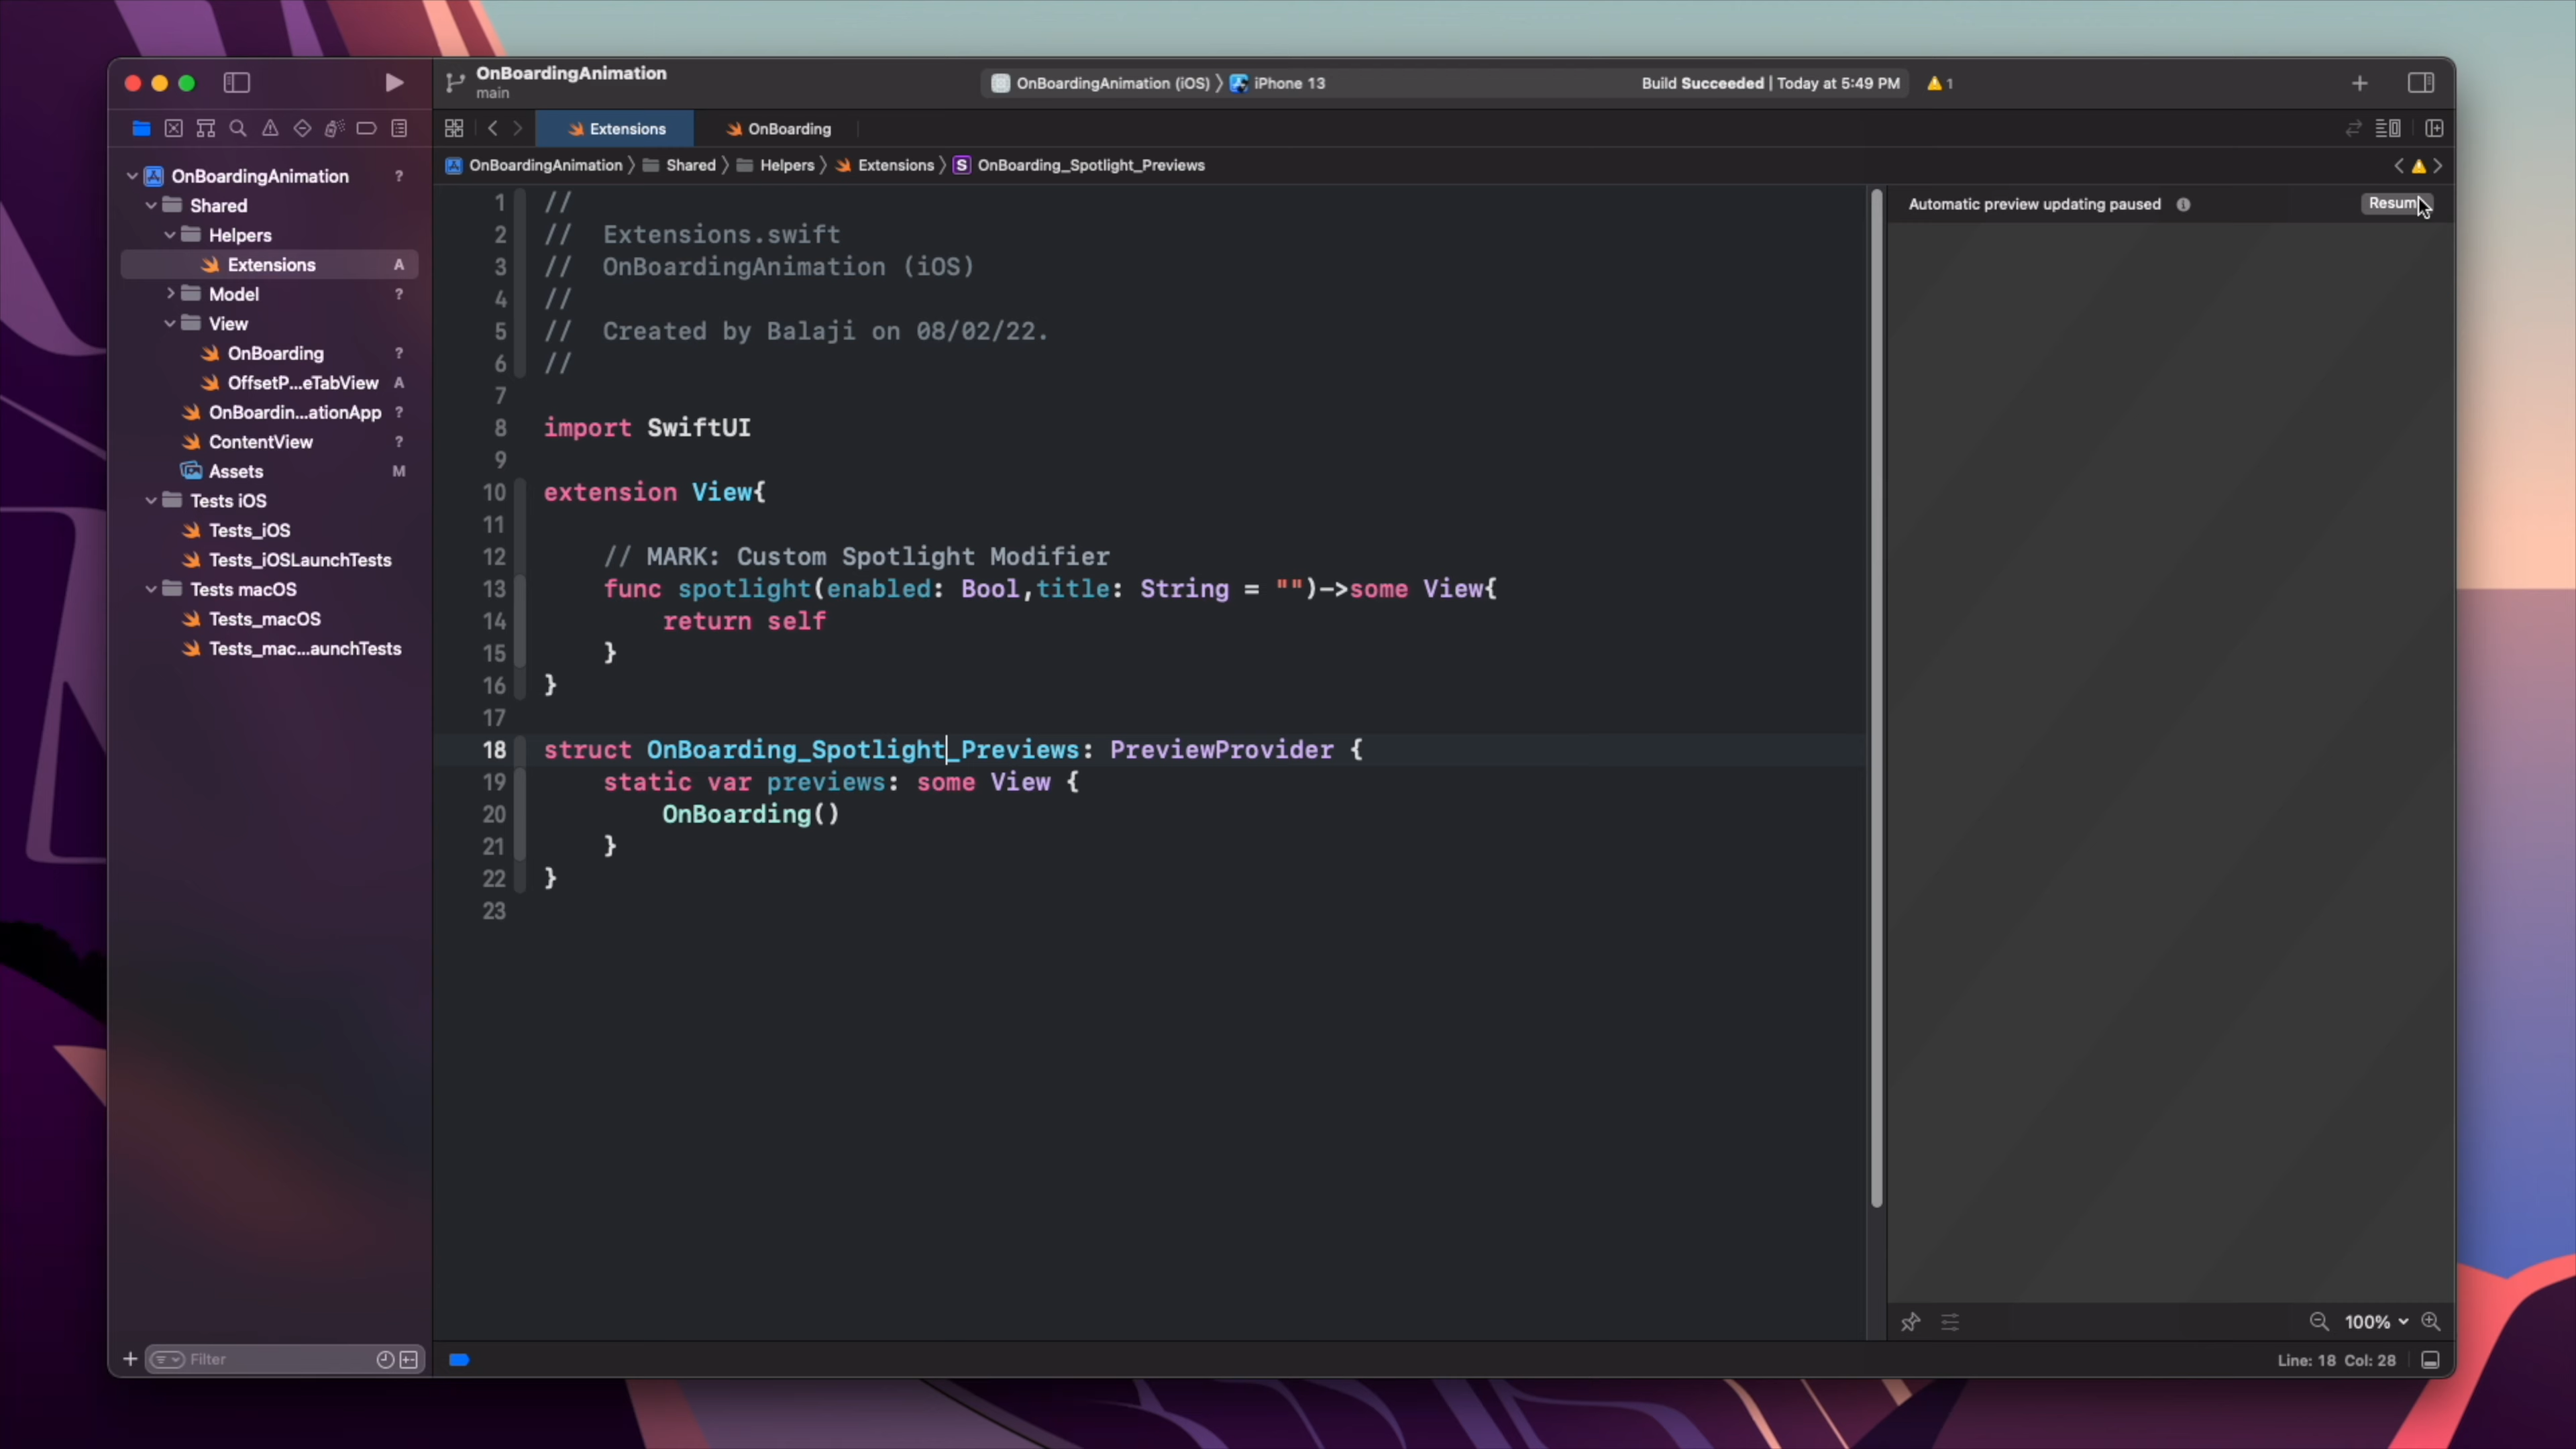 OnBoardingAnimation
main
OnBoardingAnimation (iOS) 〉 iPhone 13
Build Succeeded | Today at 5:49 PM
1
Extensions
OnBoarding
OnBoardingAnimation 〉 Shared 〉 Helpers 〉 Extensions 〉 S OnBoarding_Spotlight_Previews
OnBoardingAnimation ?
Shared
Helpers
Extensions A
Model ?
View
OnBoarding ?
OffsetP...eTabView A
OnBoardin...ationApp ?
ContentView ?
Assets M
Tests iOS
Tests_iOS
Tests_iOSLaunchTests
Tests macOS
Tests_macOS
Tests_mac...aunchTests
Filter
1 //
2 //  Extensions.swift
3 //  OnBoardingAnimation (iOS)
4 //
5 //  Created by Balaji on 08/02/22.
6 //
7
8 import SwiftUI
9
10 extension View{
11
12     // MARK: Custom Spotlight Modifier
13     func spotlight(enabled: Bool,title: String = "")->some View{
14         return self
15     }
16 }
17
18 struct OnBoarding_Spotlight_Previews: PreviewProvider {
19     static var previews: some View {
20         OnBoarding()
21     }
22 }
23
Automatic preview updating paused
100%
Line: 18 Col: 28